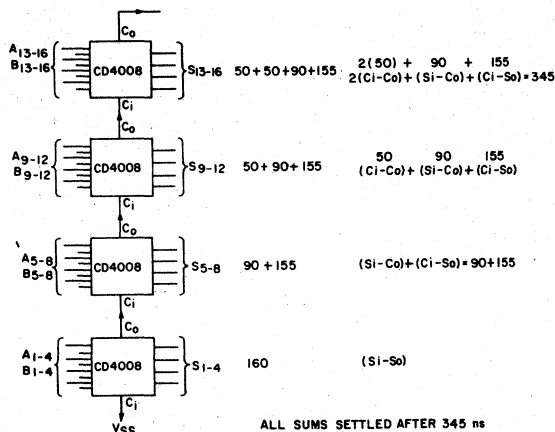 C0
A13-16
B13-16
CD4008
S13-16
50+50+90+155
2(50) + 90 + 155
2(Ci-Co)+(Si-Co)+(Ci-So)=345
Ci
C0
A9-12
B9-12
CD4008
S9-12
50+90+155
50 90 155
(Ci-Co)+(Si-Co)+(Ci-So)
Ci
C0
A5-8
B5-8
CD4008
S5-8
90+155
(Si-Co)+(Ci-So)=90+155
Ci
C0
A1-4
B1-4
CD4008
S1-4
160
(Si-So)
Ci
VSS
ALL SUMS SETTLED AFTER 345 ns